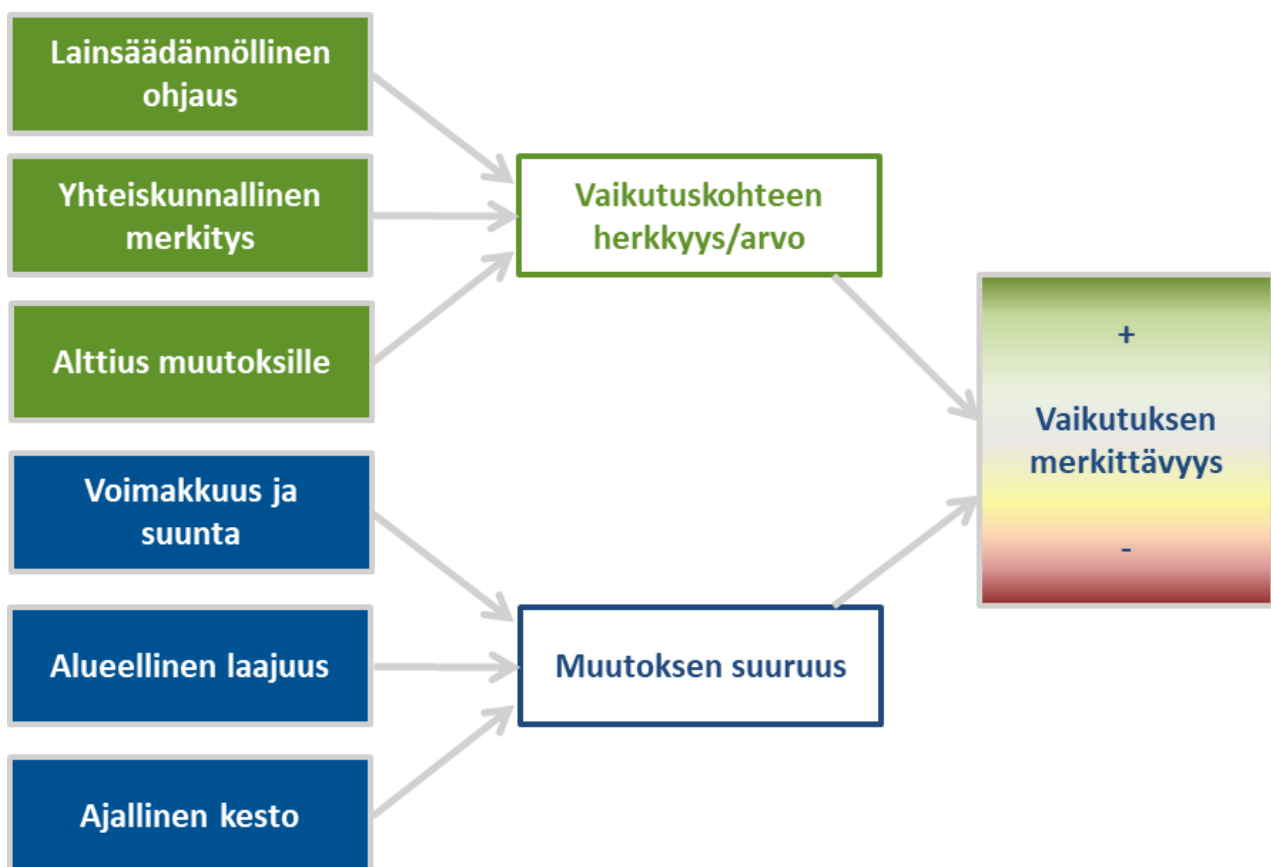 Lainsäädännöllinen
ohjaus
Yhteiskunnallinen
merkitys
Alttius muutoksille
Voimakkuus ja
suunta
Alueellinen laajuus
Ajallinen kesto
Vaikutuskohteen
herkkyys/arvo
Muutoksen suuruus
+
Vaikutuksen
merkittävyys
-